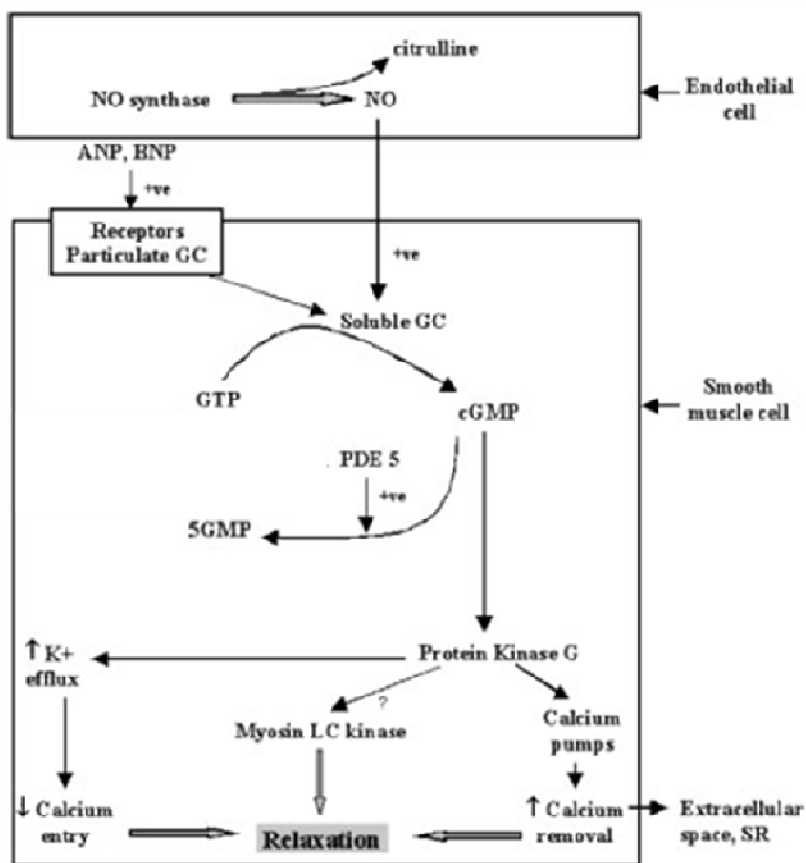 citrulline
NO synthase NO
Endothelial
cell
ANP, BNP
+ve
Receptors
Particulate GC
+ve
Soluble GC
GTP
cGMP
Smooth
muscle cell
PDE 5
+ve
5GMP
↑ K+
efflux
Protein Kinase G
?
Myosin LC kinase
Calcium
pumps
↓ Calcium
entry
Relaxation
↑ Calcium
removal
Extracellular
space, SR